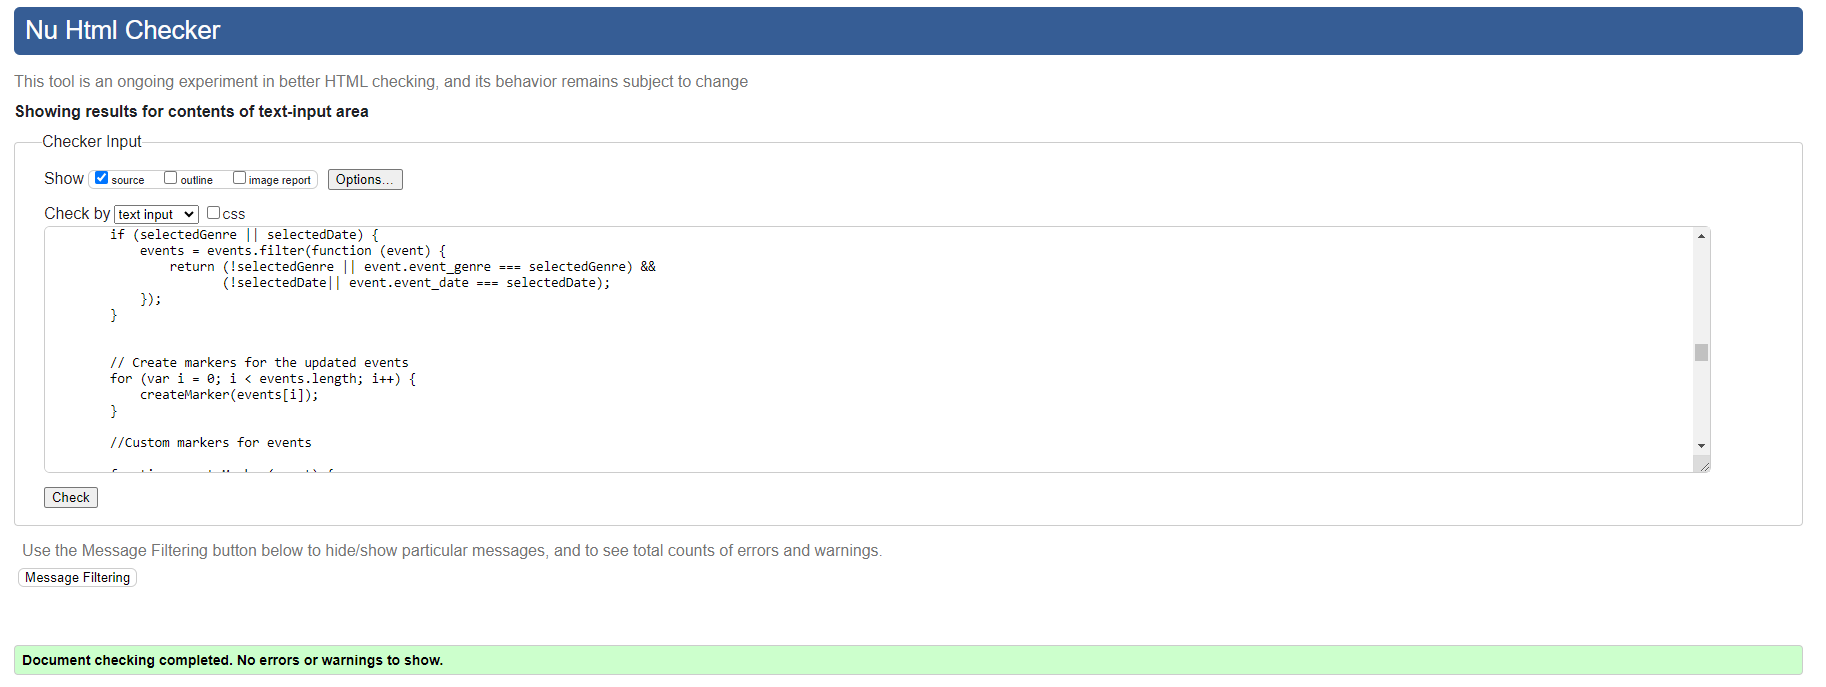 Nu Html Checker
This tool is an ongoing experiment in better HTML checking, and its behavior remains subject to change
Showing results for contents of text-input area
Checker Input
Show source outline image report Options...
Check by text input css
if (selectedGenre || selectedDate) {
events = events.filter(function (event) {
return (!selectedGenre || event.event_genre === selectedGenre) &&
(!selectedDate|| event.event_date === selectedDate);
});
}
// Create markers for the updated events
for (var i = 0; i < events.length; i++) {
createMarker(events[i]);
}
//Custom markers for events
Check
Use the Message Filtering button below to hide/show particular messages, and to see total counts of errors and warnings.
Message Filtering
Document checking completed. No errors or warnings to show.